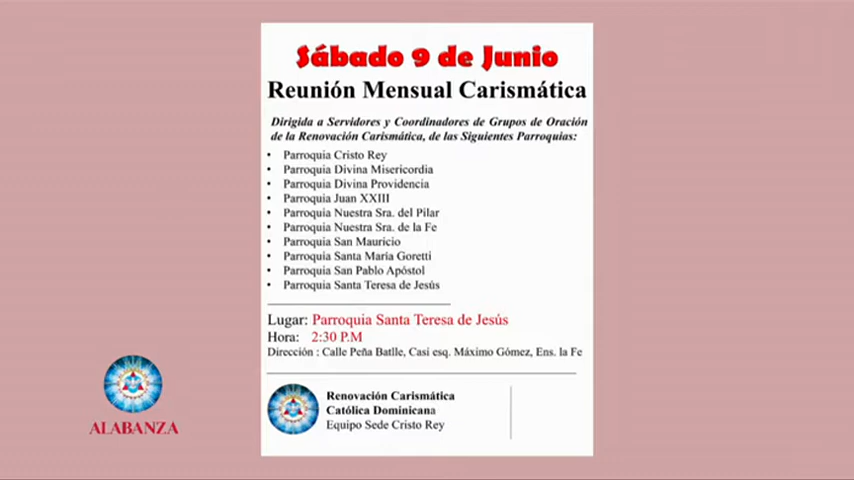 Sábado 9 de Junio
Reunión Mensual Carismática
Dirigida a Servidores y Coordinadores de Grupos de Oración
de la Renovación Carismática, de las Siguientes Parroquias:
• Parroquia Cristo Rey
• Parroquia Divina Misericordia
• Parroquia Divina Providencia
• Parroquia Juan XXIII
• Parroquia Nuestra Sra. del Pilar
• Parroquia Nuestra Sra. de la Fe
• Parroquia San Mauricio
• Parroquia Santa María Goretti
• Parroquia San Pablo Apóstol
• Parroquia Santa Teresa de Jesús
Lugar: Parroquia Santa Teresa de Jesús
Hora: 2:30 P.M
Dirección : Calle Peña Batlle, Casi esq. Máximo Gómez, Ens. la Fe
Renovación Carismática
Católica Dominicana
Equipo Sede Cristo Rey
ALABANZA